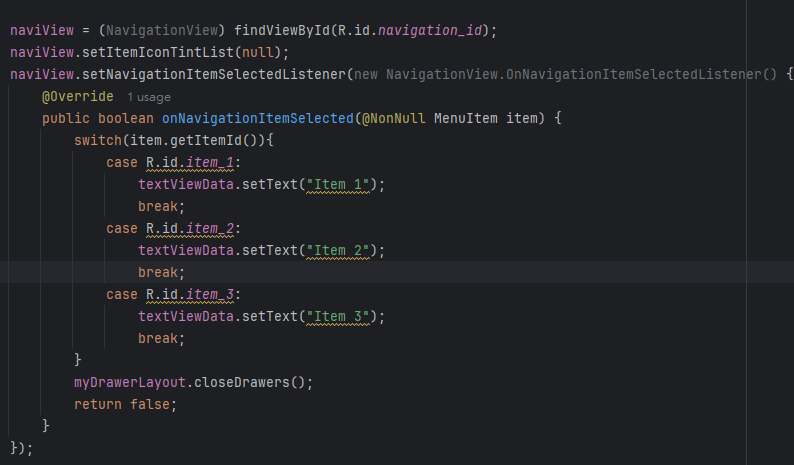 naviView = (NavigationView) findViewById(R.id.navigation_id);
naviView.setItemIconTintList(null);
naviView.setNavigationItemSelectedListener(new NavigationView.OnNavigationItemSelectedListener() {
    @Override 1 usage
    public boolean onNavigationItemSelected(@NonNull MenuItem item) {
        switch(item.getItemId()){
            case R.id.item_1:
                textViewData.setText("Item 1");
                break;
            case R.id.item_2:
                textViewData.setText("Item 2");
                break;
            case R.id.item_3:
                textViewData.setText("Item 3");
                break;
        }
        myDrawerLayout.closeDrawers();
        return false;
    }
});